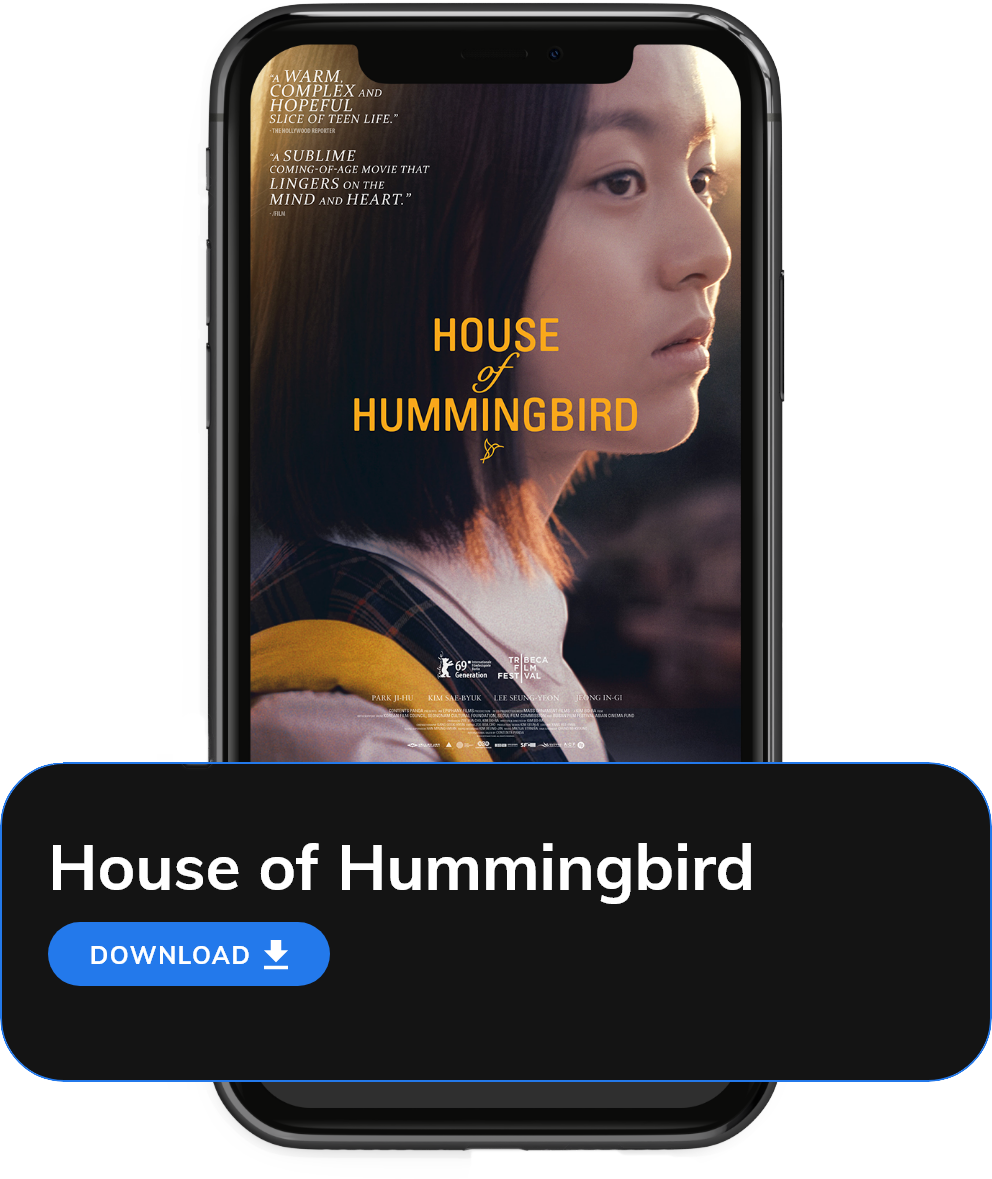 “A WARM,
COMPLEX AND
HOPEFUL
SLICE OF TEEN LIFE.”
- THE HOLLYWOOD REPORTER
“A SUBLIME
COMING-OF-AGE MOVIE THAT
LINGERS ON THE
MIND AND HEART.”
- /FILM
HOUSE
of
HUMMINGBIRD
69
Generation
TRIBECA
FILM
FESTIVAL
PARK JI-HU KIM SAE-BYUK LEE SEUNG-YEON JEONG IN-GI
House of Hummingbird
DOWNLOAD